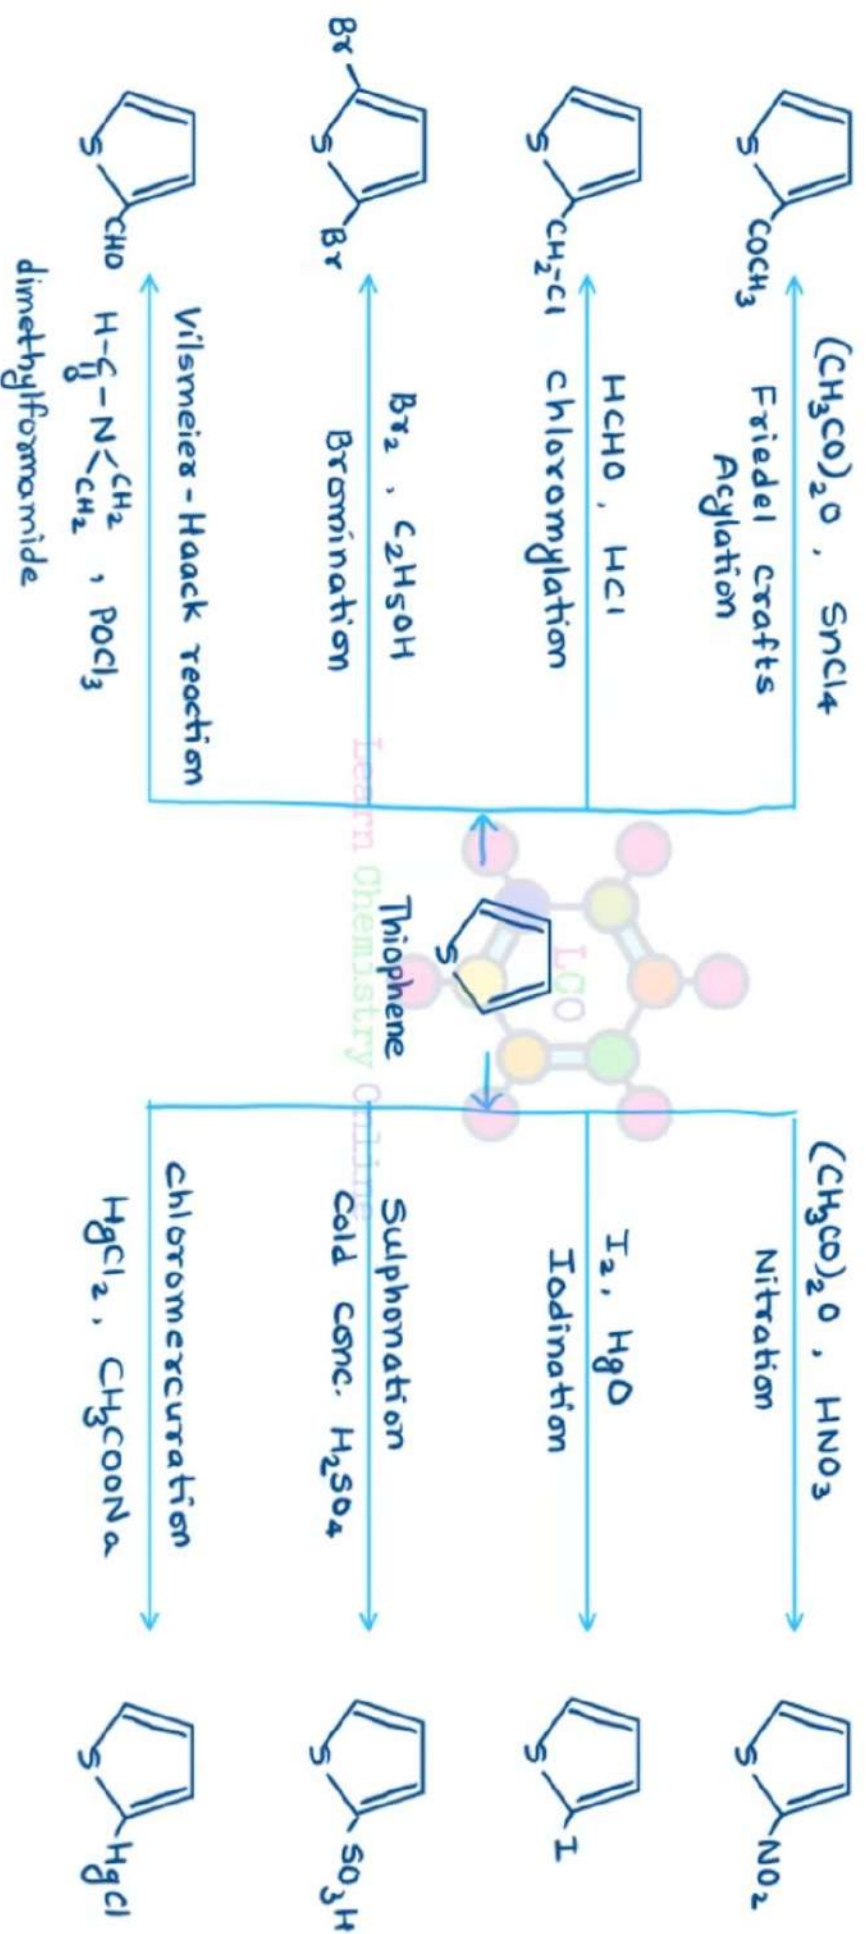 (CH₃CO)₂O , SnCl₄
Friedel crafts
Acylation
S COCH₃
(CH₃CO)₂O , HNO₃
Nitration
S NO₂
HCHO , HCl
chloromylation
S CH₂-Cl
I₂, HgO
Iodination
S I
LCO
S
Thiophene
Learn Chemistry Online
Br₂ , C₂H₅OH
Bromination
Br S Br
Sulphonation
Cold conc. H₂SO₄
S SO₃H
Vilsmeier-Haack reaction
H-C-N CH₂ , POCl₃
O CH₂
dimethylformamide
S CHO
chloromercuration
HgCl₂, CH₃COONa
S HgCl